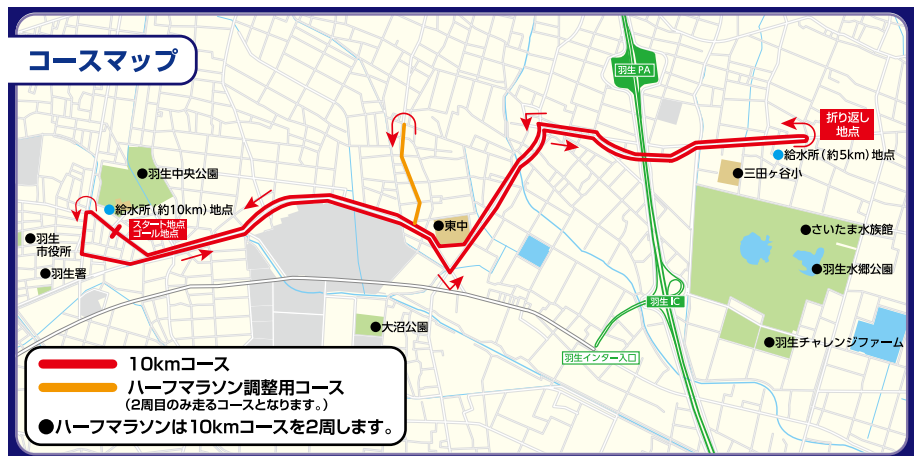 コースマップ
羽生PA
折り返し
地点
給水所（約5km）地点
三田ヶ谷小
羽生中央公園
給水所（約10km）地点
スタート地点
ゴール地点
東中
さいたま水族館
羽生
市役所
羽生署
羽生水郷公園
羽生IC
大沼公園
羽生チャレンジファーム
羽生インター入口
10kmコース
ハーフマラソン調整用コース
（2周目のみ走るコースとなります。）
●ハーフマラソンは10kmコースを2周します。